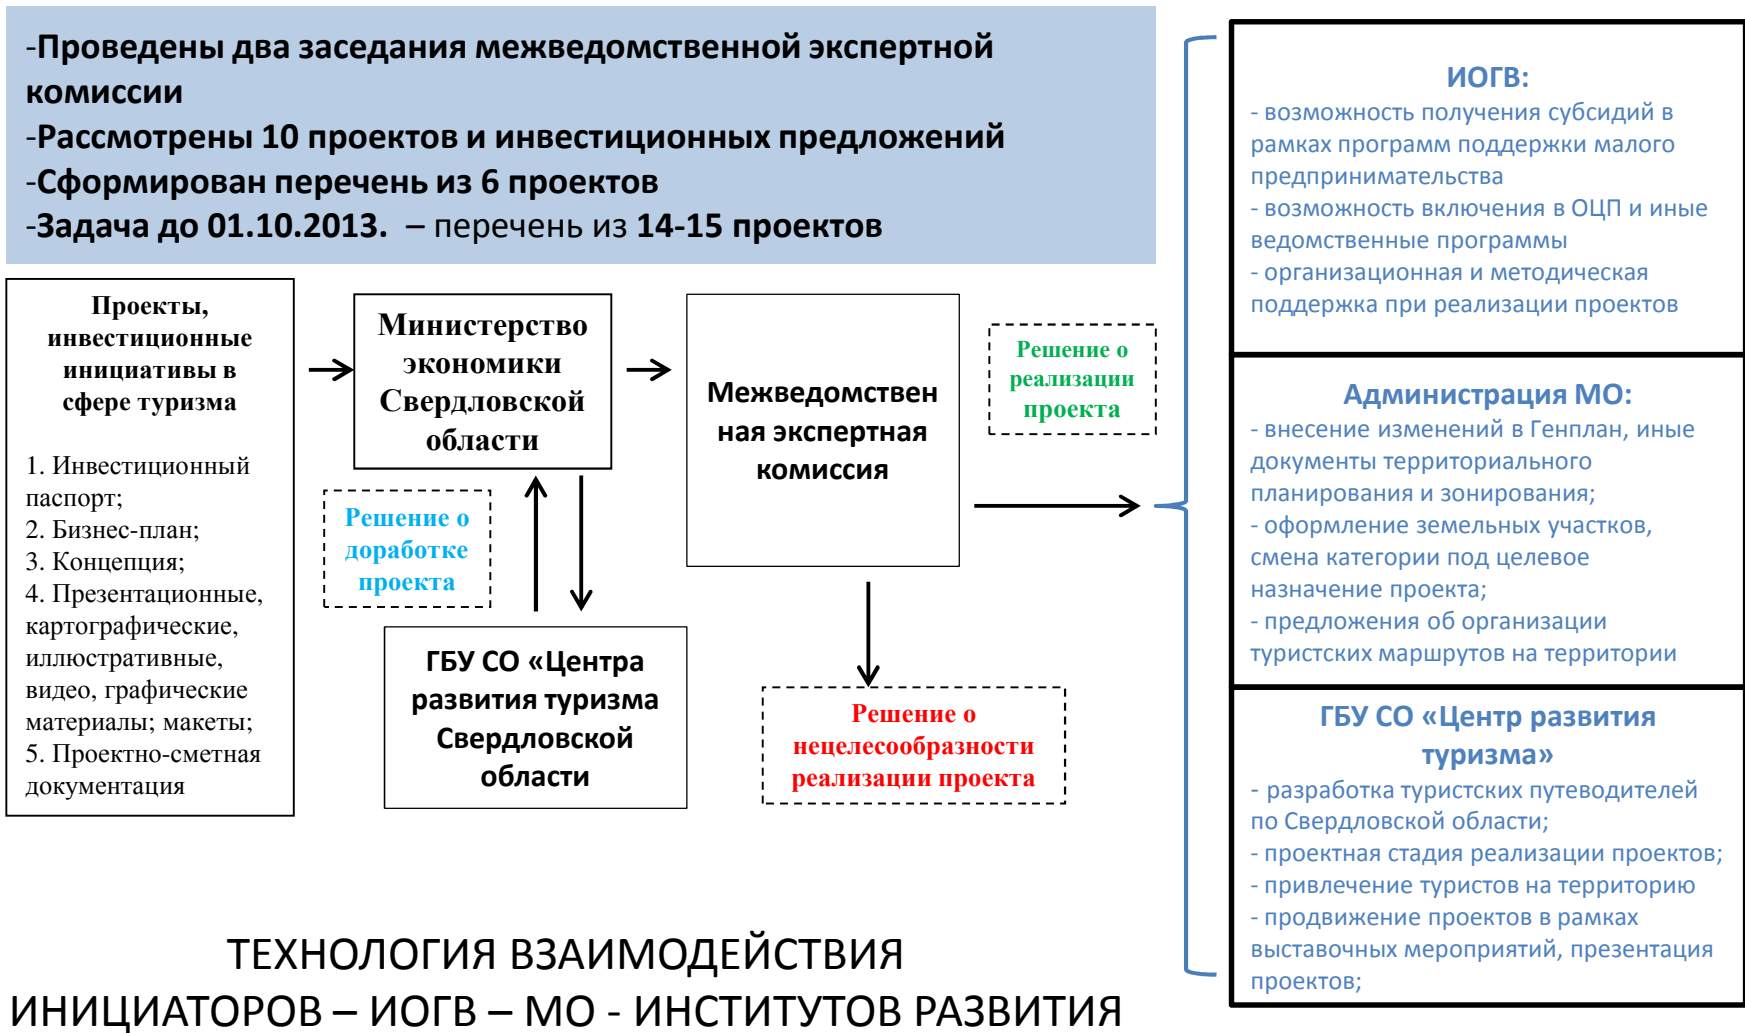 -Проведены два заседания межведомственной экспертной
комиссии
-Рассмотрены 10 проектов и инвестиционных предложений
-Сформирован перечень из 6 проектов
-Задача до 01.10.2013. – перечень из 14-15 проектов
Проекты,
инвестиционные
инициативы в
сфере туризма
1. Инвестиционный
паспорт;
2. Бизнес-план;
3. Концепция;
4. Презентационные,
картографические,
иллюстративные,
видео, графические
материалы; макеты;
5. Проектно-сметная
документация
Министерство
экономики
Свердловской
области
Решение о
доработке
проекта
ГБУ СО «Центра
развития туризма
Свердловской
области
Межведомствен
ная экспертная
комиссия
Решение о
реализации
проекта
Решение о
нецелесообразности
реализации проекта
ИОГВ:
- возможность получения субсидий в
рамках программ поддержки малого
предпринимательства
- возможность включения в ОЦП и иные
ведомственные программы
- организационная и методическая
поддержка при реализации проектов
Администрация МО:
- внесение изменений в Генплан, иные
документы территориального
планирования и зонирования;
- оформление земельных участков,
смена категории под целевое
назначение проекта;
- предложения об организации
туристских маршрутов на территории
ГБУ СО «Центр развития
туризма»
- разработка туристских путеводителей
по Свердловской области;
- проектная стадия реализации проектов;
- привлечение туристов на территорию
- продвижение проектов в рамках
выставочных мероприятий, презентация
проектов;
ТЕХНОЛОГИЯ ВЗАИМОДЕЙСТВИЯ
ИНИЦИАТОРОВ – ИОГВ – МО - ИНСТИТУТОВ РАЗВИТИЯ